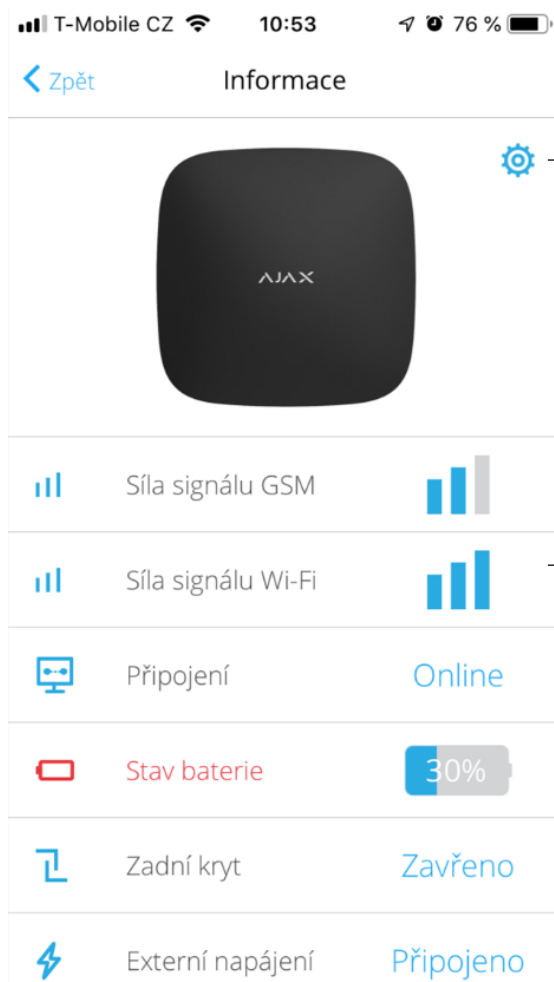 T-Mobile CZ 10:53 76 %
Zpět Informace
AJAX
Síla signálu GSM
Síla signálu Wi-Fi
Připojení Online
Stav baterie 30%
Zadní kryt Zavřeno
Externí napájení Připojeno